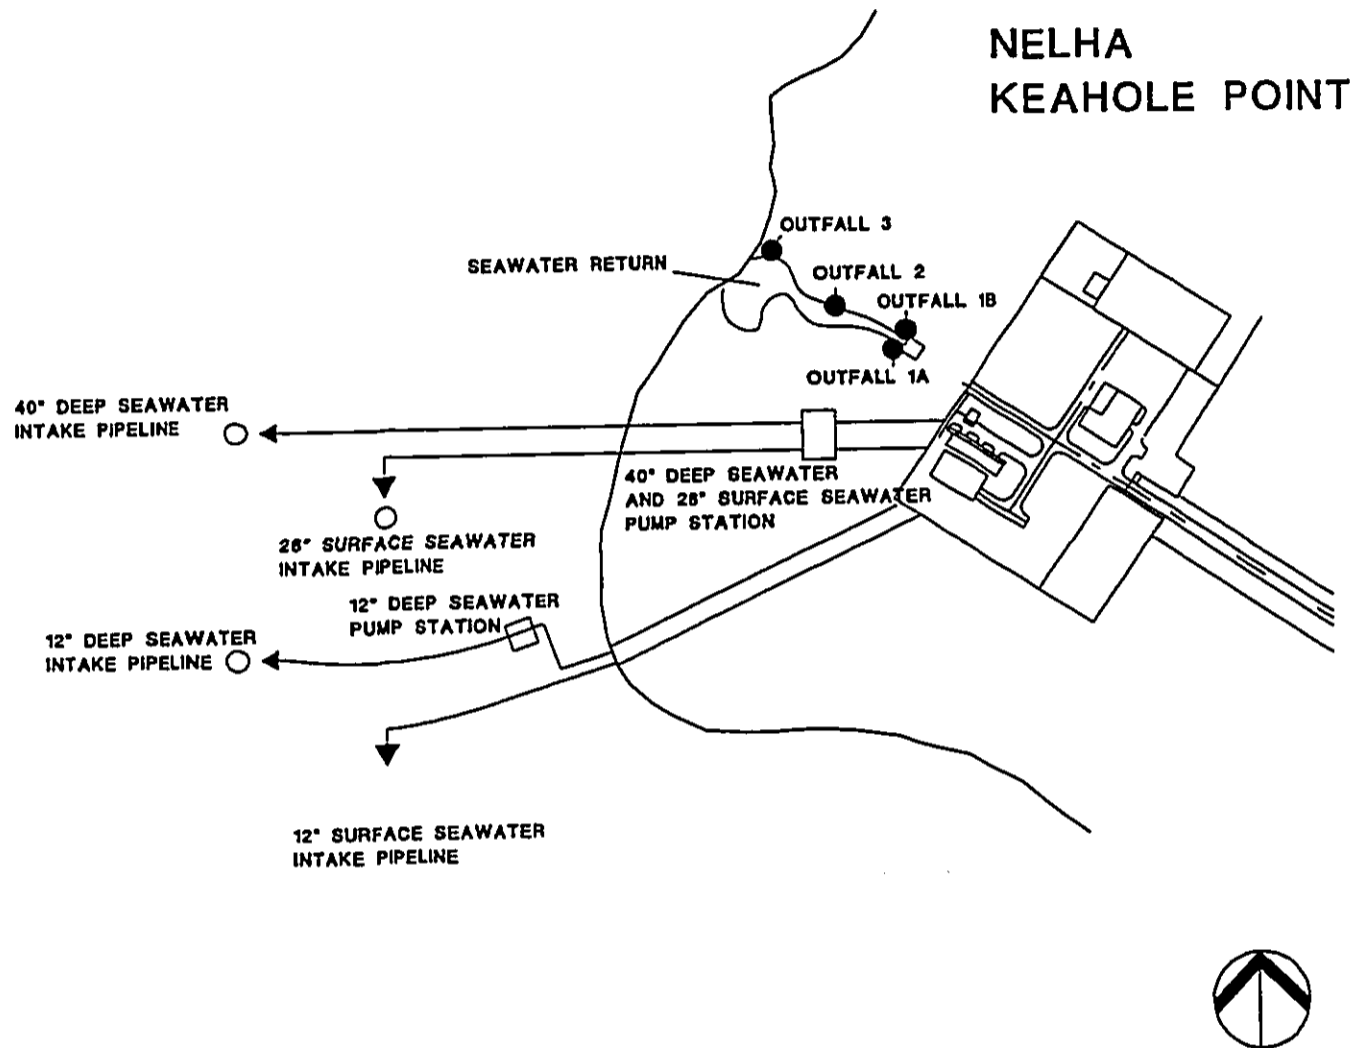 NELHA
KEAHOLE POINT
OUTFALL 3
SEAWATER RETURN
OUTFALL 2
OUTFALL 1B
OUTFALL 1A
40" DEEP SEAWATER
INTAKE PIPELINE
40" DEEP SEAWATER
AND 28" SURFACE SEAWATER
PUMP STATION
28" SURFACE SEAWATER
INTAKE PIPELINE
12" DEEP SEAWATER
PUMP STATION
12" DEEP SEAWATER
INTAKE PIPELINE
12" SURFACE SEAWATER
INTAKE PIPELINE